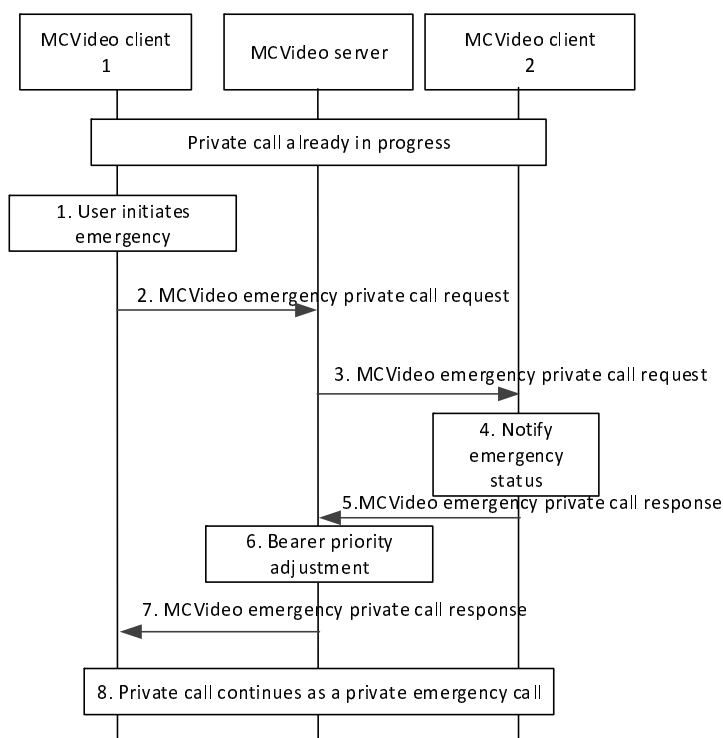 MCVideo client
1
MCVideo server
MCVideo client
2
Private call already in progress
1. User initiates
emergency
2. MCVideo emergency private call request
3. MCVideo emergency private call request
4. Notify
emergency
status
5.MCVideo emergency private call response
6. Bearer priority
adjustment
7. MCVideo emergency private call response
8. Private call continues as a private emergency call